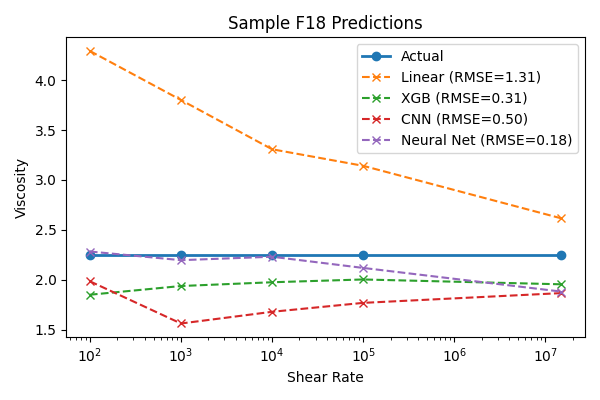 Sample F18 Predictions
Actual
Linear (RMSE=1.31)
XGB (RMSE=0.31)
CNN (RMSE=0.50)
Neural Net (RMSE=0.18)
Viscosity
4.0
3.5
3.0
2.5
2.0
1.5
10² 10³ 10⁴ 10⁵ 10⁶ 10⁷
Shear Rate